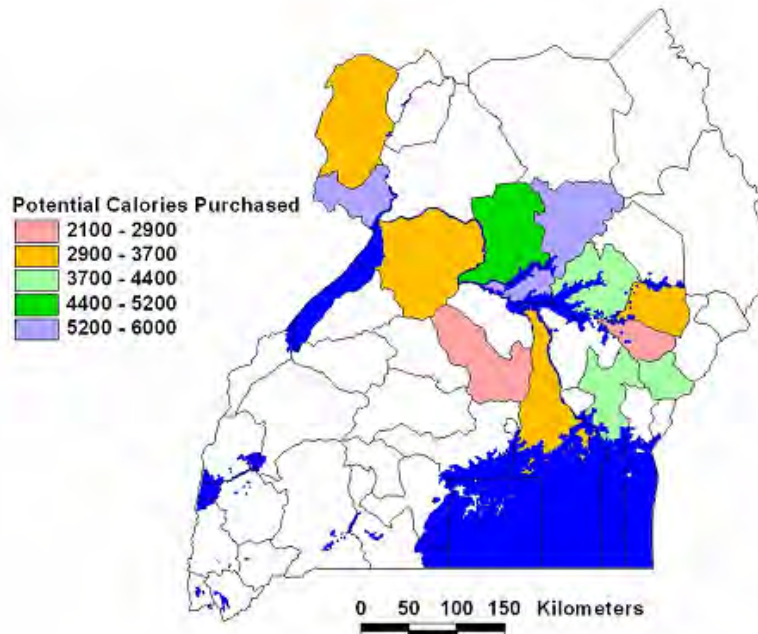 Potential Calories Purchased
2100 - 2900
2900 - 3700
3700 - 4400
4400 - 5200
5200 - 6000
0 50 100 150 Kilometers